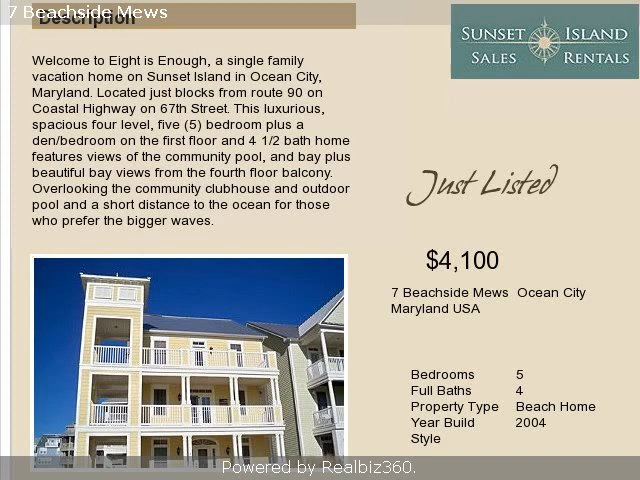 7 Beachside Mews
Description
Welcome to Eight is Enough, a single family
vacation home on Sunset Island in Ocean City,
Maryland. Located just blocks from route 90 on
Coastal Highway on 67th Street. This luxurious,
spacious four level, five (5) bedroom plus a
den/bedroom on the first floor and 4 1/2 bath home
features views of the community pool, and bay plus
beautiful bay views from the fourth floor balcony.
Overlooking the community clubhouse and outdoor
pool and a short distance to the ocean for those
who prefer the bigger waves.
SUNSET ISLAND
SALES RENTALS
Just Listed
$4,100
7 Beachside Mews Ocean City
Maryland USA
Bedrooms 5
Full Baths 4
Property Type Beach Home
Year Build 2004
Style
Powered by Realbiz360.